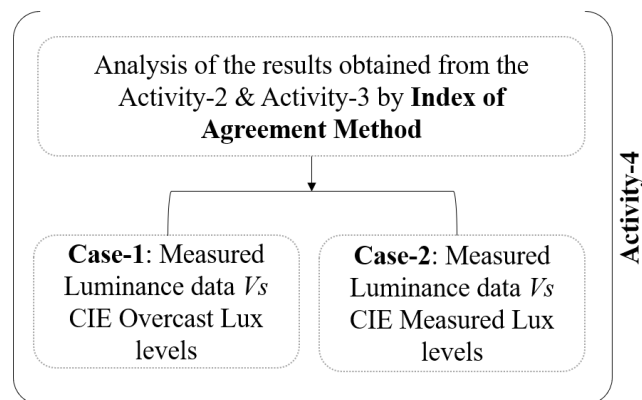 Analysis of the results obtained from the
Activity-2 & Activity-3 by Index of
Agreement Method
Case-1: Measured
Luminance data Vs
CIE Overcast Lux
levels
Case-2: Measured
Luminance data Vs
CIE Measured Lux
levels
Activity-4